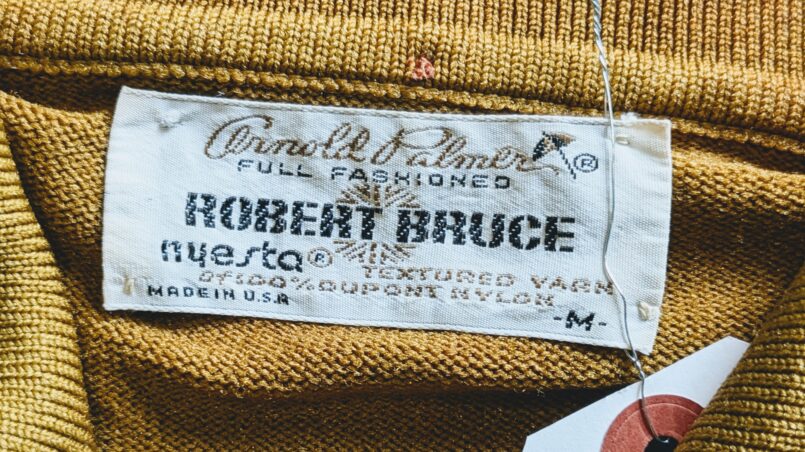 Arnold Palmer ®
FULL FASHIONED
ROBERT BRUCE
nyesta ® TEXTURED YARN
OF 100% DUPONT NYLON
MADE IN U.S.A
-M-